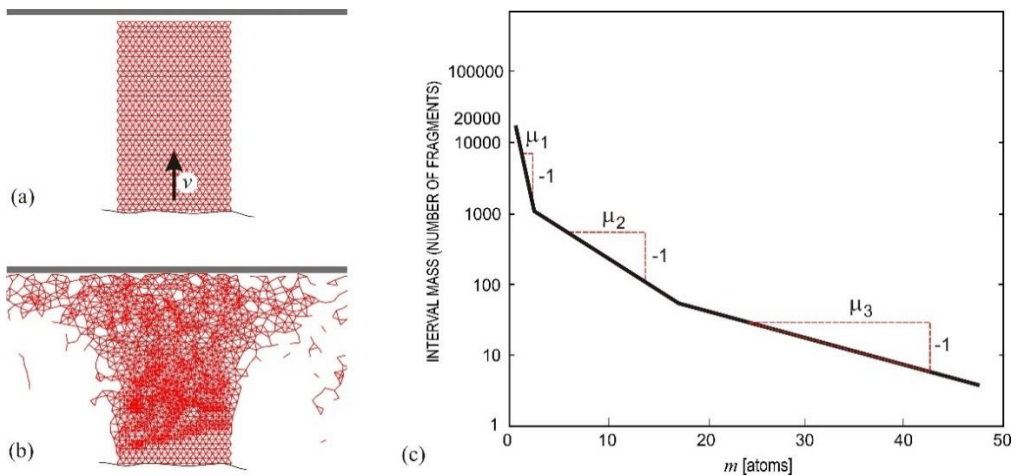 (a)
v
(b)
(c)
INTERVAL MASS (NUMBER OF FRAGMENTS)
100000
20000
10000
1000
100
10
1
μ1
-1
μ2
-1
μ3
-1
0
10
20
30
40
50
m [atoms]